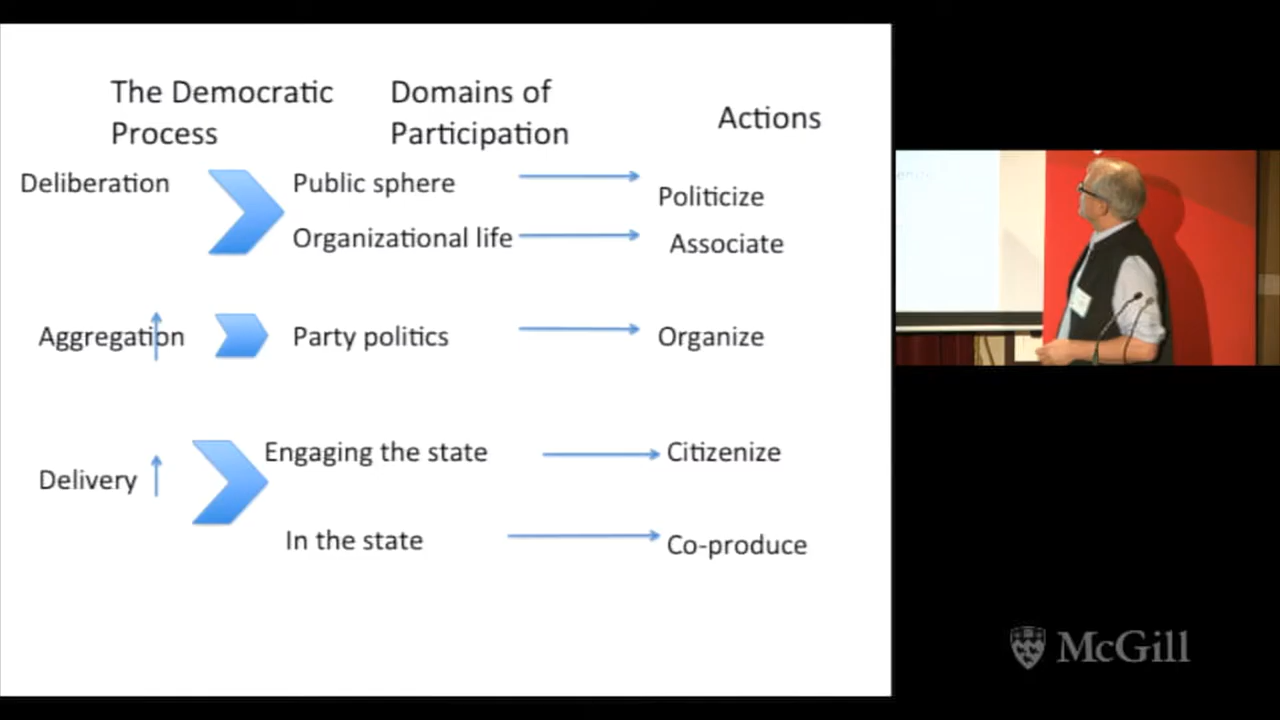 The Democratic
Process
Domains of
Participation
Actions
Deliberation
Public sphere
Politicize
Organizational life
Associate
Aggregation
Party politics
Organize
Delivery
Engaging the state
Citizenize
In the state
Co-produce
McGill